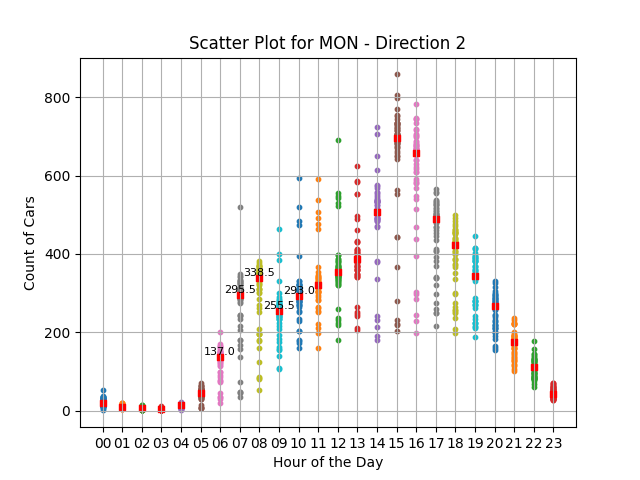 Scatter Plot for MON - Direction 2
Count of Cars
800
600
400
200
0
338.5
295.5
293.0
255.5
137.0
00 01 02 03 04 05 06 07 08 09 10 11 12 13 14 15 16 17 18 19 20 21 22 23
Hour of the Day